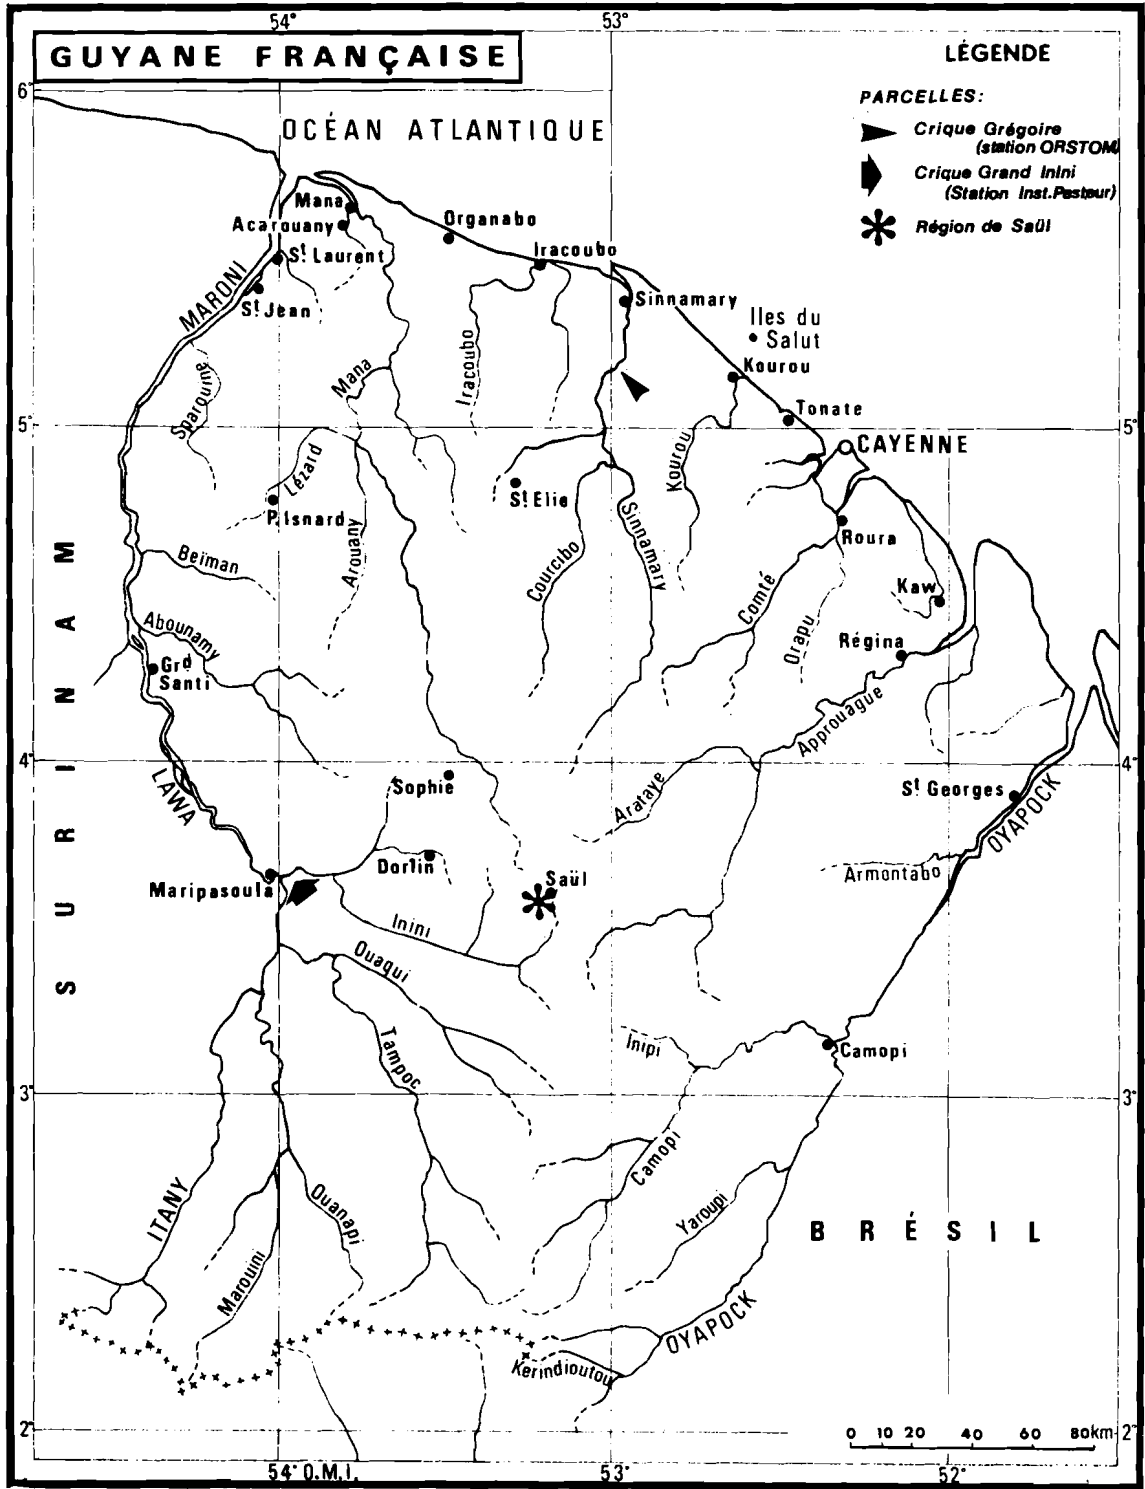 54°
53°
GUYANE FRANÇAISE
LÉGENDE
6°
PARCELLES:
OCÉAN ATLANTIQUE
Crique Grégoire
(station ORSTOM)
Crique Grand Inini
(Station Inst.Pasteur)
Région de Saül
Mana
Acarouany
Organabo
St Laurent
Iracoubo
MARONI
St Jean
Sinnamary
Iles du
Salut
Mana
Iracoubo
Kourou
Sparouine
Tonate
5°
5°
CAYENNE
Lézard
Kourou
St Elie
P.Isnard
Sinnamary
Arouany
Roura
Beïman
Courcibo
Comté
Kaw
Abounamy
Orapu
Régina
Grd
Santi
SURINAM
Approuague
4°
4°
LAWA
Sophie
Arataye
St Georges
OYAPOCK
Dorlin
Armontabo
Maripasoula
Saül
Inini
Ouaqui
Inipi
Tampoc
Camopi
3°
3°
Camopi
ITANY
Ouanapi
Yaroupi
BRÉSIL
Marouini
OYAPOCK
Kerindioutou
2°
0 10 20 40 60 80km
2°
54° O.M.I.
53°
52°